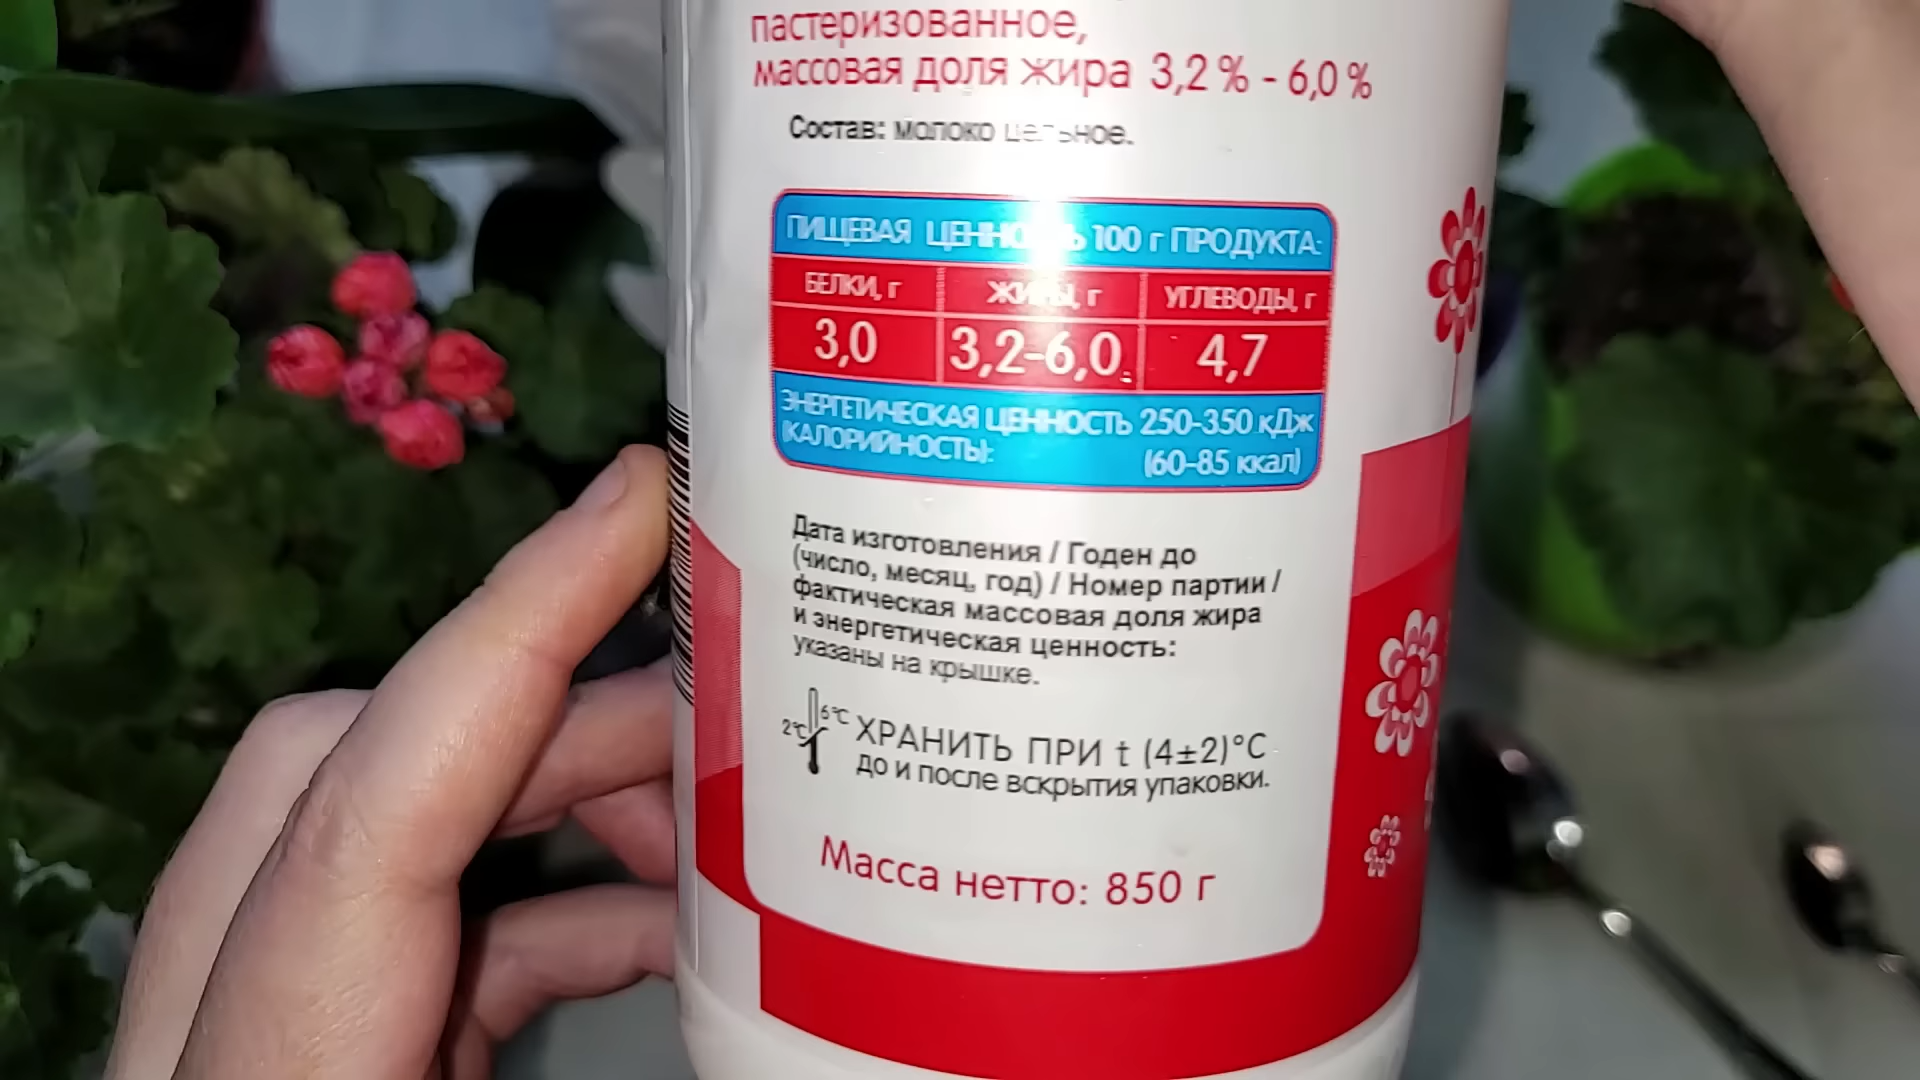 пастеризованное,
массовая доля жира 3,2 % - 6,0 %
Состав: молоко цельное.
ПИЩЕВАЯ ЦЕННОСТЬ 100 г ПРОДУКТА:
БЕЛКИ, г ЖИРЫ, г УГЛЕВОДЫ, г
3,0 3,2-6,0 4,7
ЭНЕРГЕТИЧЕСКАЯ ЦЕННОСТЬ 250-350 кДж
(КАЛОРИЙНОСТЬ): (60-85 ккал)
Дата изготовления / Годен до
(число, месяц, год) / Номер партии /
фактическая массовая доля жира
и энергетическая ценность:
указаны на крышке.
2°C 6°C ХРАНИТЬ ПРИ t (4±2)°C
до и после вскрытия упаковки.
Масса нетто: 850 г